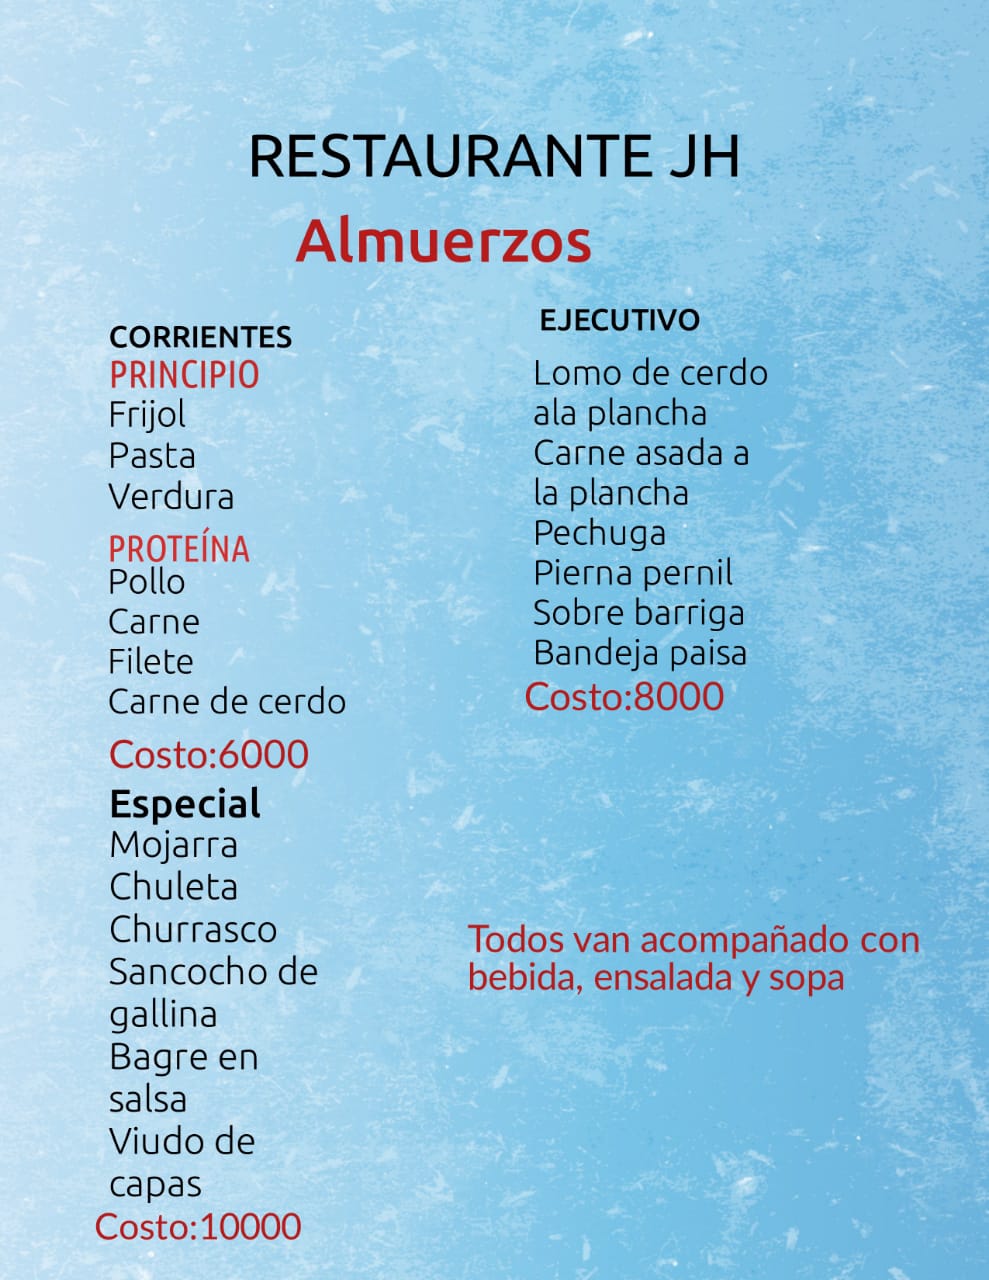 RESTAURANTE JH
Almuerzos
CORRIENTES
PRINCIPIO
Frijol
Pasta
Verdura
PROTEÍNA
Pollo
Carne
Filete
Carne de cerdo
Costo:6000
Especial
Mojarra
Chuleta
Churrasco
Sancocho de
gallina
Bagre en
salsa
Viudo de
capas
Costo:10000
EJECUTIVO
Lomo de cerdo
ala plancha
Carne asada a
la plancha
Pechuga
Pierna pernil
Sobre barriga
Bandeja paisa
Costo:8000
Todos van acompañado con
bebida, ensalada y sopa